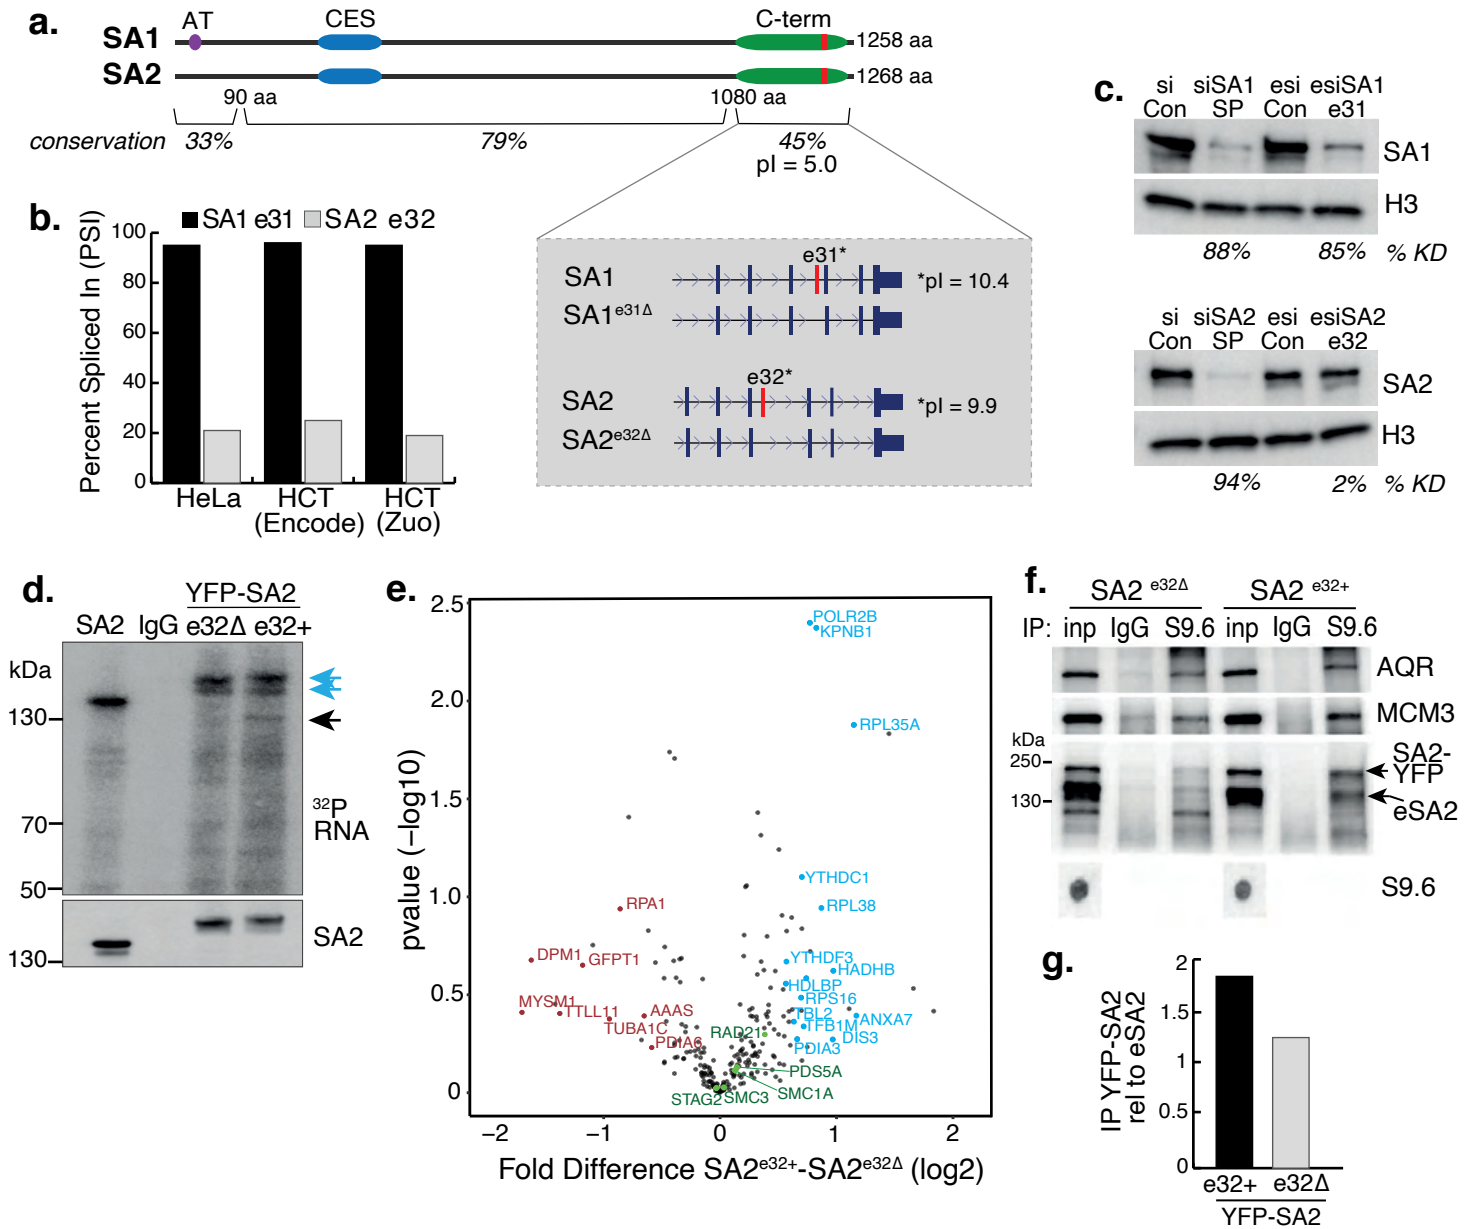 a.
AT
CES
C-term
SA1
1258 aa
SA2
1268 aa
90 aa
1080 aa
conservation
33%
79%
45%
pI = 5.0
e31*
SA1
*pI = 10.4
SA1e31Δ
e32*
SA2
*pI = 9.9
SA2e32Δ
b.
SA1 e31
SA2 e32
Percent Spliced In (PSI)
100
80
60
40
20
0
HeLa
HCT
(Encode)
HCT
(Zuo)
c.
si siSA1 esi esiSA1
Con SP Con e31
SA1
H3
88% 85% % KD
si siSA2 esi esiSA2
Con SP Con e32
SA2
H3
94% 2% % KD
d.
YFP-SA2
SA2 IgG e32Δ e32+
kDa
130
70
50
32P
RNA
130
SA2
e.
2.5
2.0
1.5
1.0
0.5
0
pvalue (–log10)
POLR2B
KPNB1
RPL35A
YTHDC1
RPL38
RPA1
DPM1
GFPT1
YTHDF3
HADHB
HDLBP
RPS16
MYSM1
TTLL11
AAAS
TBL2
ANXA7
TUBA1C
TFB1M
RAD21
DIS3
PDIA6
PDIA3
PDS5A
SMC1A
STAG2
SMC3
−2 −1 0 1 2
Fold Difference SA2e32+-SA2e32Δ (log2)
f.
SA2 e32Δ
SA2 e32+
IP: inp IgG S9.6 inp IgG S9.6
AQR
MCM3
kDa
250
130
SA2-
YFP
eSA2
S9.6
g.
2
1.5
1
0.5
0
IP YFP-SA2
rel to eSA2
e32+ e32Δ
YFP-SA2